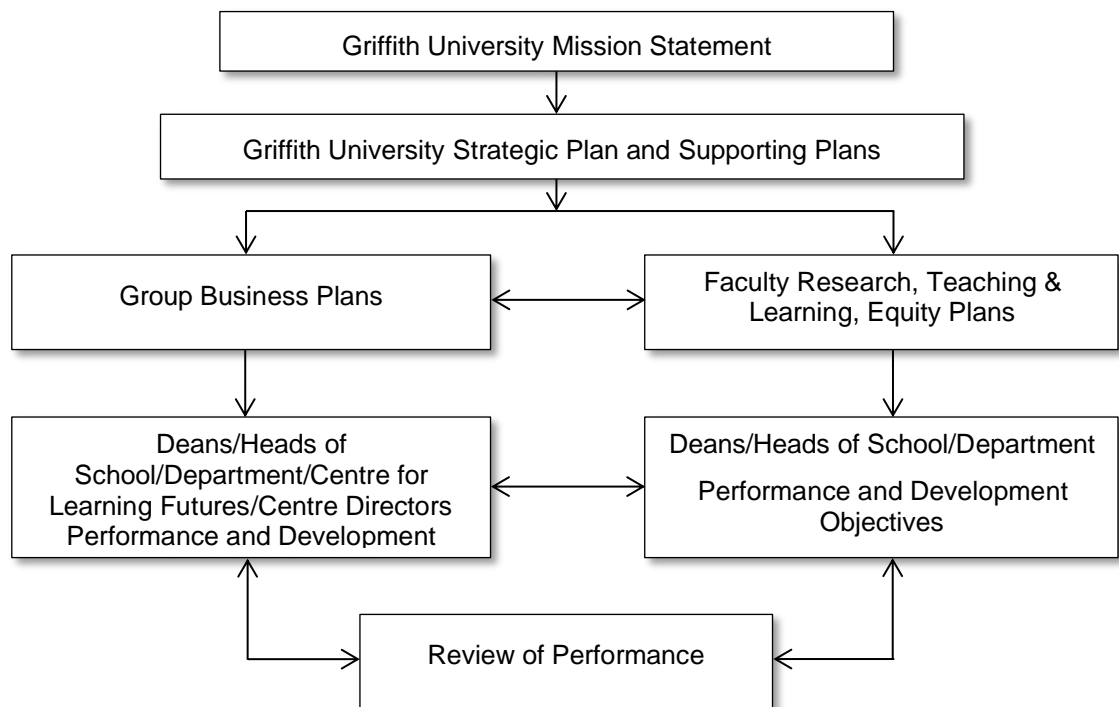 Griffith University Mission Statement
Griffith University Strategic Plan and Supporting Plans
Group Business Plans
Faculty Research, Teaching &
Learning, Equity Plans
Deans/Heads of
School/Department/Centre for
Learning Futures/Centre Directors
Performance and Development
Deans/Heads of School/Department
Performance and Development
Objectives
Review of Performance